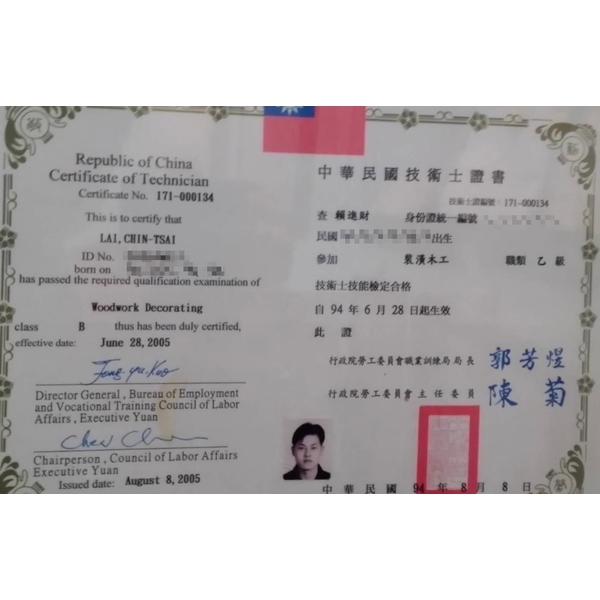 Republic of China
Certificate of Technician
Certificate No. 171-000134
This is to certify that
LAI, CHIN-TSAI
ID No.
born on
has passed the required qualification examination of
Woodwork Decorating
class B thus has been duly certified,
effective date: June 28, 2005
Director General , Bureau of Employment
and Vocational Training Council of Labor
Affairs , Executive Yuan
Chairperson , Council of Labor Affairs
Executive Yuan
Issued date: August 8, 2005
中華民國技術士證書
技術士證編號：171-000134
查 賴進財 身份證統一編號
民國 出生
參加 裝潢木工 職類 乙 級
技術士技能檢定合格
自 94 年 6 月 28 日起生效
此 證
行政院勞工委員會職業訓練局局長 郭芳煜
行政院勞工委員會主任委員 陳菊
中華民國 94 年 8 月 8 日